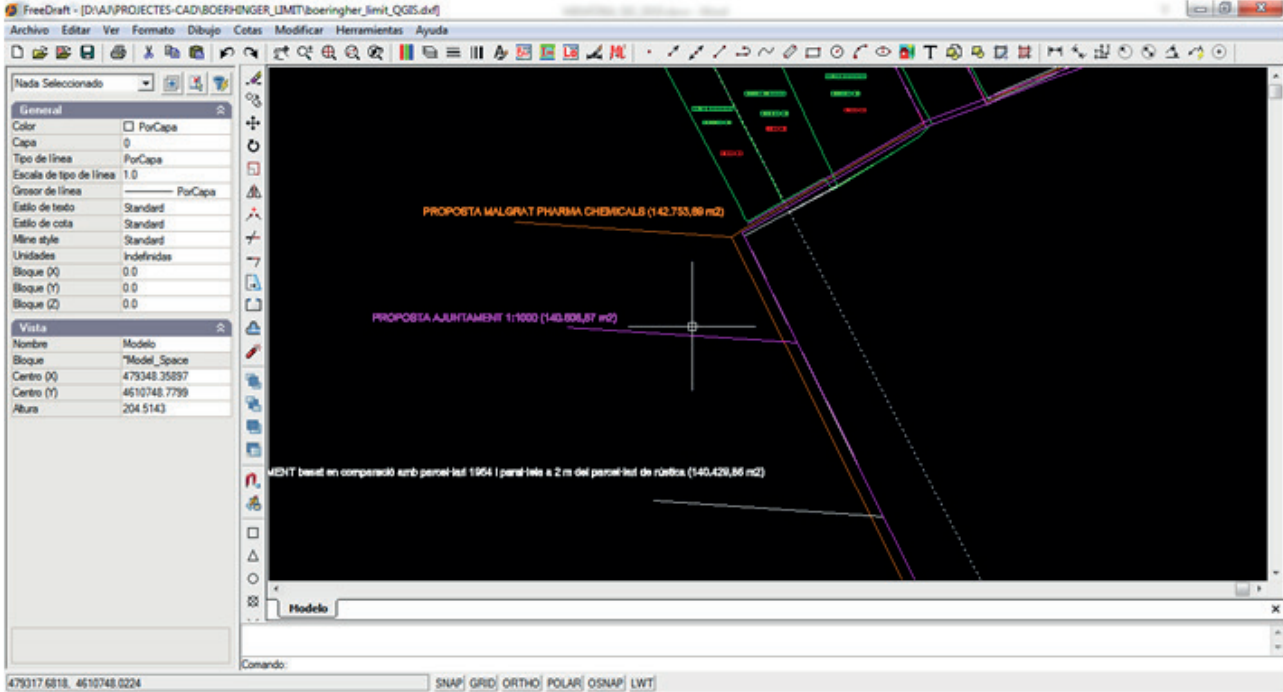 FreeDraft - [D:\AJ\PROJECTES-CAD\BOERHINGER_LIMIT\boeringher_limit_QGIS.dxf]
Archivo Editar Ver Formato Dibujo Cotas Modificar Herramientas Ayuda
Nada Seleccionado
General
Color PorCapa
Capa 0
Tipo de línea PorCapa
Escala de tipo de línea 1.0
Grosor de línea PorCapa
Estilo de texto Standard
Estilo de cota Standard
Mline style Standard
Unidades Indefinidas
Bloque (X) 0.0
Bloque (Y) 0.0
Bloque (Z) 0.0
Vista
Nombre Modelo
Bloque "Model_Space
Centro (X) 479348.35897
Centro (Y) 4610748.7799
Altura 204.5143
PROPOSTA MALGRAT PHARMA CHEMICALS (142.753,69 m2)
PROPOSTA AJUNTAMENT 1:1000 (140.606,67 m2)
MENT basat en comparació amb parcel·lari 1954 i paral·lela a 2 m del parcel·lari de rústica (140.429,86 m2)
Modelo
Comando:
479317.6818, 4610748.0224
SNAP GRID ORTHO POLAR OSNAP LWT